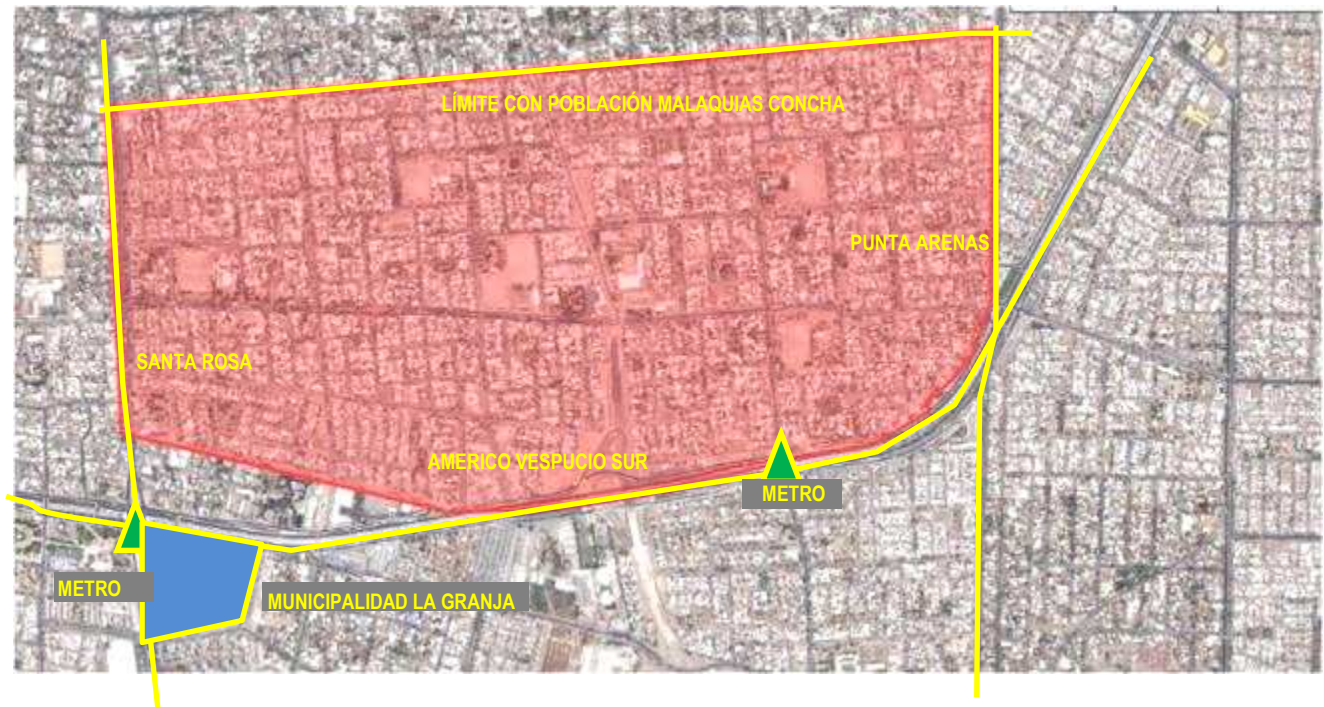 LÍMITE CON POBLACIÓN MALAQUIAS CONCHA
PUNTA ARENAS
SANTA ROSA
AMERICO VESPUCIO SUR
METRO
METRO
MUNICIPALIDAD LA GRANJA